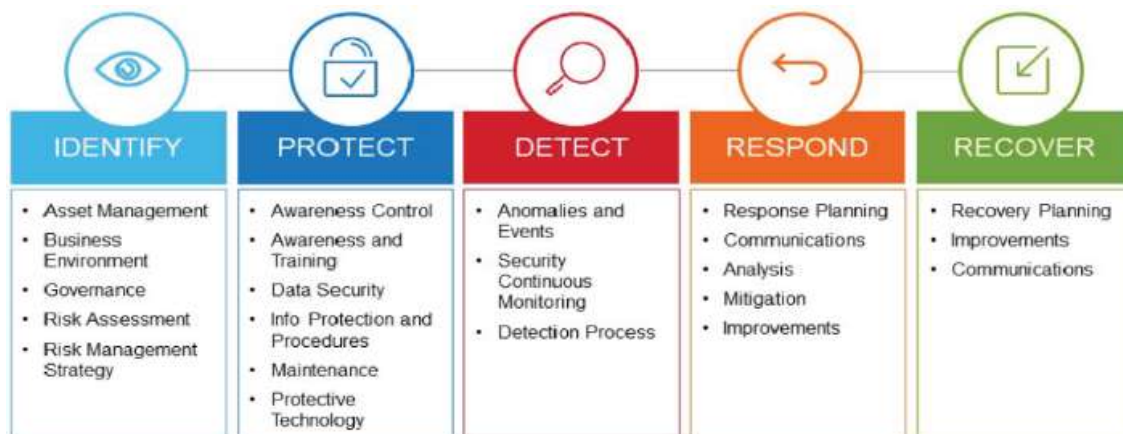 IDENTIFY
• Asset Management
• Business
Environment
• Governance
• Risk Assessment
• Risk Management
Strategy
PROTECT
• Awareness Control
• Awareness and
Training
• Data Security
• Info Protection and
Procedures
• Maintenance
• Protective
Technology
DETECT
• Anomalies and
Events
• Security
Continuous
Monitoring
• Detection Process
RESPOND
• Response Planning
• Communications
• Analysis
• Mitigation
• Improvements
RECOVER
• Recovery Planning
• Improvements
• Communications